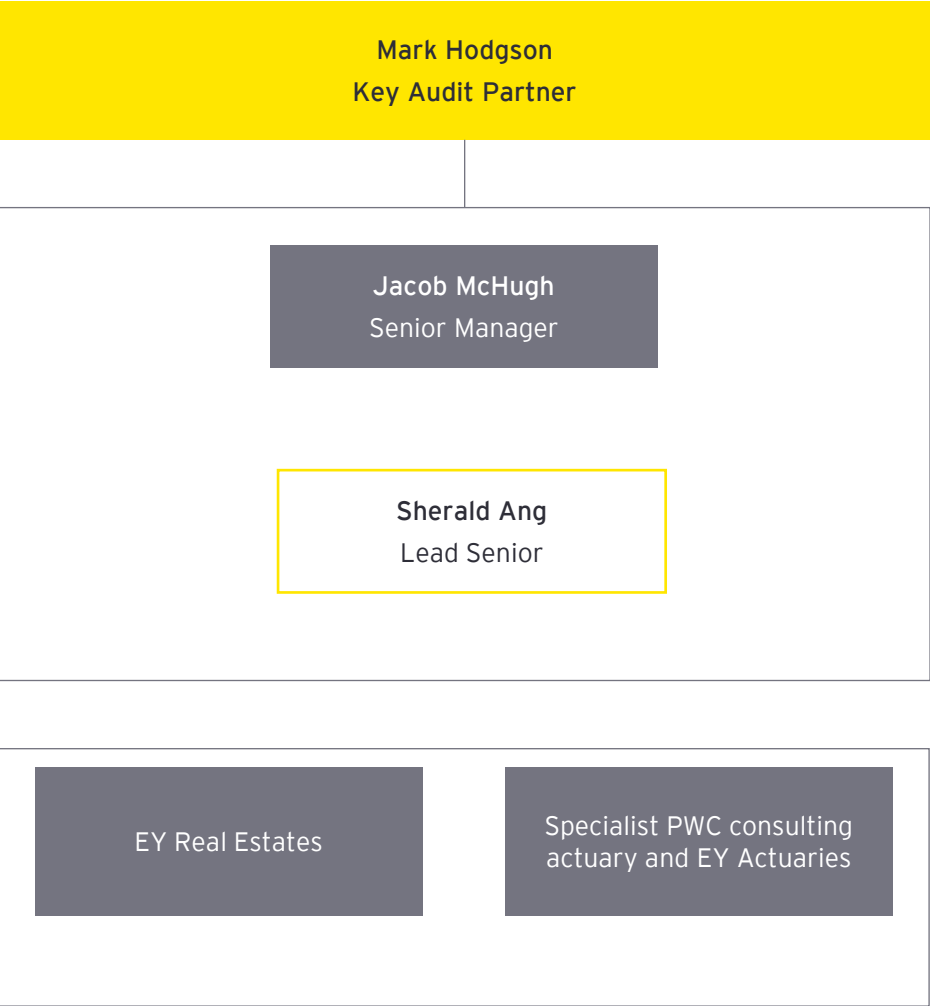 Mark Hodgson
Key Audit Partner
Jacob McHugh
Senior Manager
Sherald Ang
Lead Senior
EY Real Estates
Specialist PWC consulting
actuary and EY Actuaries